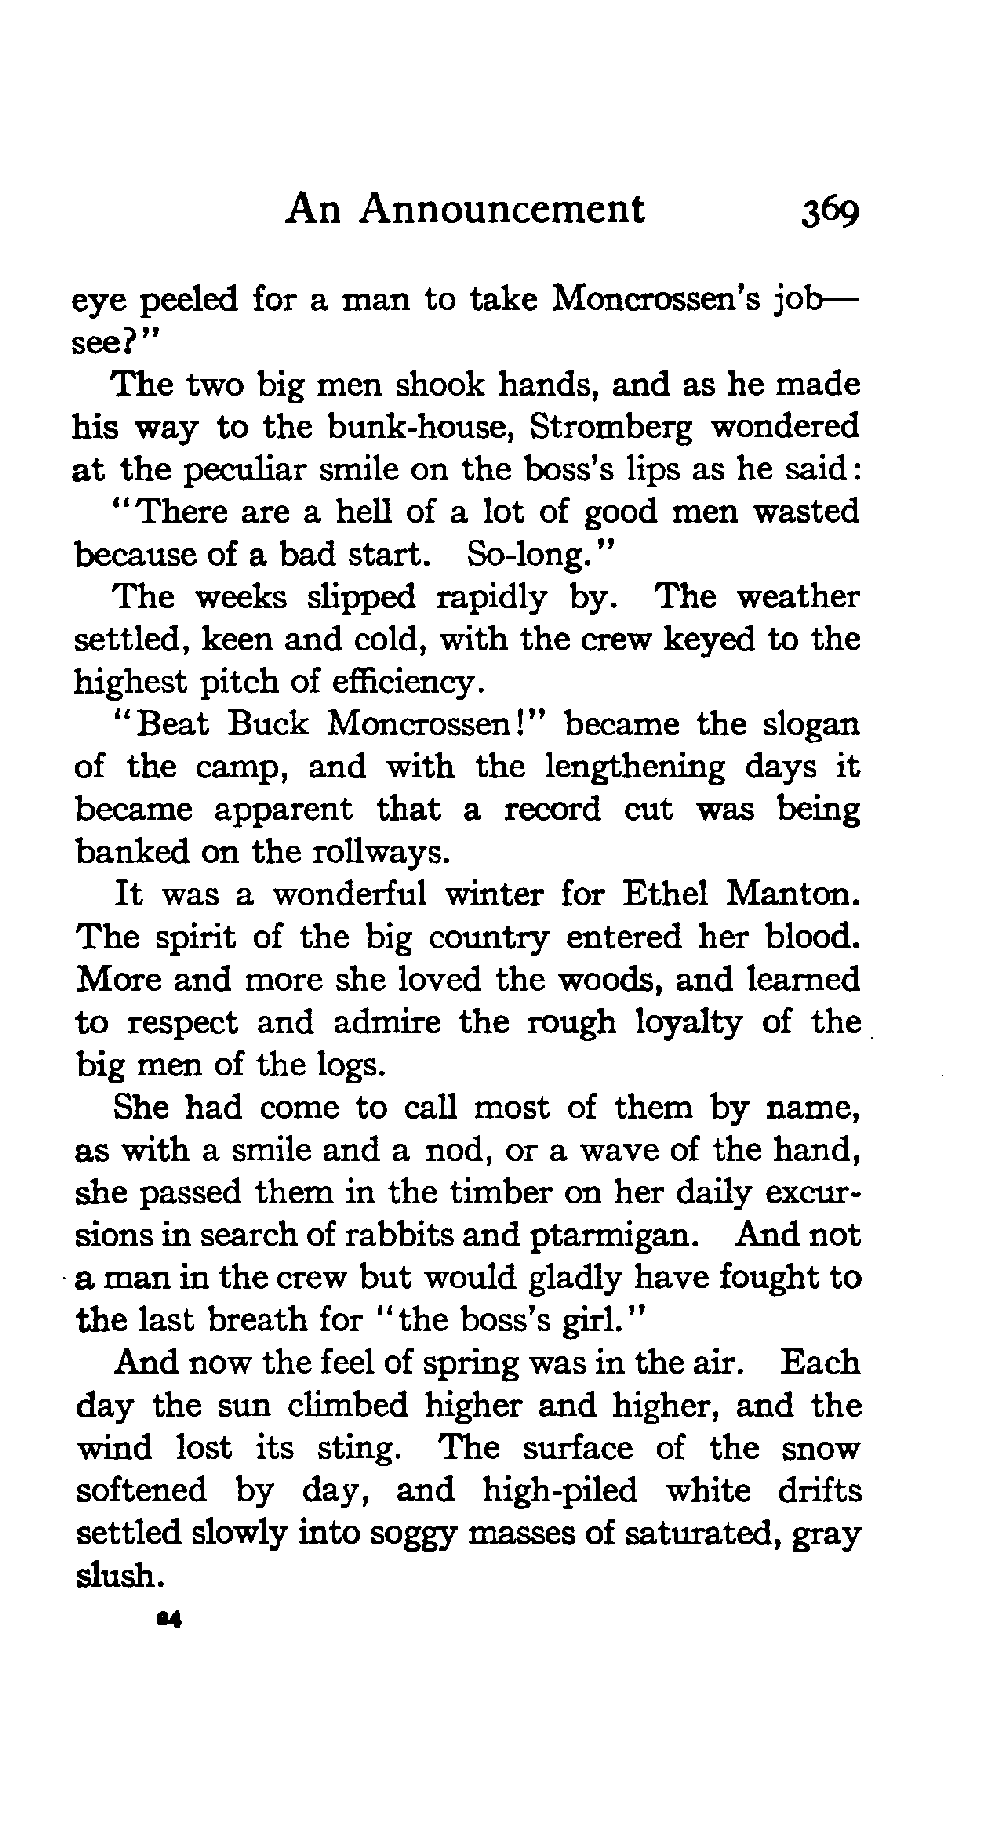 An Announcement 369
eye peeled for a man to take Moncrossen's job—
see?"
The two big men shook hands, and as he made
his way to the bunk-house, Stromberg wondered
at the peculiar smile on the boss's lips as he said:
"There are a hell of a lot of good men wasted
because of a bad start. So-long."
The weeks slipped rapidly by. The weather
settled, keen and cold, with the crew keyed to the
highest pitch of efficiency.
"Beat Buck Moncrossen!" became the slogan
of the camp, and with the lengthening days it
became apparent that a record cut was being
banked on the rollways.
It was a wonderful winter for Ethel Manton.
The spirit of the big country entered her blood.
More and more she loved the woods, and learned
to respect and admire the rough loyalty of the
big men of the logs.
She had come to call most of them by name,
as with a smile and a nod, or a wave of the hand,
she passed them in the timber on her daily excur-
sions in search of rabbits and ptarmigan. And not
a man in the crew but would gladly have fought to
the last breath for "the boss's girl."
And now the feel of spring was in the air. Each
day the sun climbed higher and higher, and the
wind lost its sting. The surface of the snow
softened by day, and high-piled white drifts
settled slowly into soggy masses of saturated, gray
slush.
24